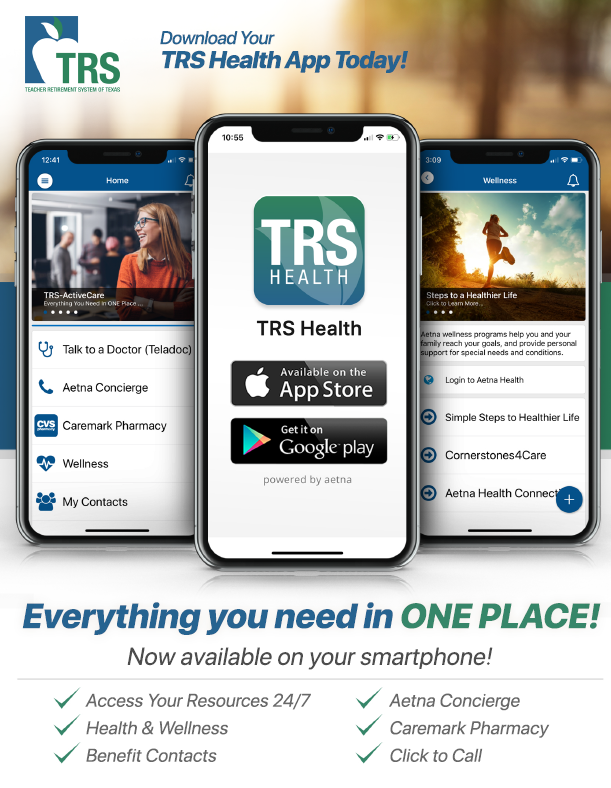 TRS
TEACHER RETIREMENT SYSTEM OF TEXAS
Download Your
TRS Health App Today!
12:41
Home
TRS-ActiveCare
Everything You Need In ONE Place...
Talk to a Doctor (Teladoc)
Aetna Concierge
CVS
pharmacy
Caremark Pharmacy
Wellness
My Contacts
10:55
TRS
HEALTH
TRS Health
Available on the
App Store
Get it on
Google play
powered by aetna
3:09
Wellness
Steps to a Healthier Life
Click to Learn More...
Aetna wellness programs help you and your
family reach your goals, and provide personal
support for special needs and conditions.
Login to Aetna Health
Simple Steps to Healthier Life
Cornerstones4Care
Aetna Health Connecti
+
Everything you need in ONE PLACE!
Now available on your smartphone!
Access Your Resources 24/7
Health & Wellness
Benefit Contacts
Aetna Concierge
Caremark Pharmacy
Click to Call